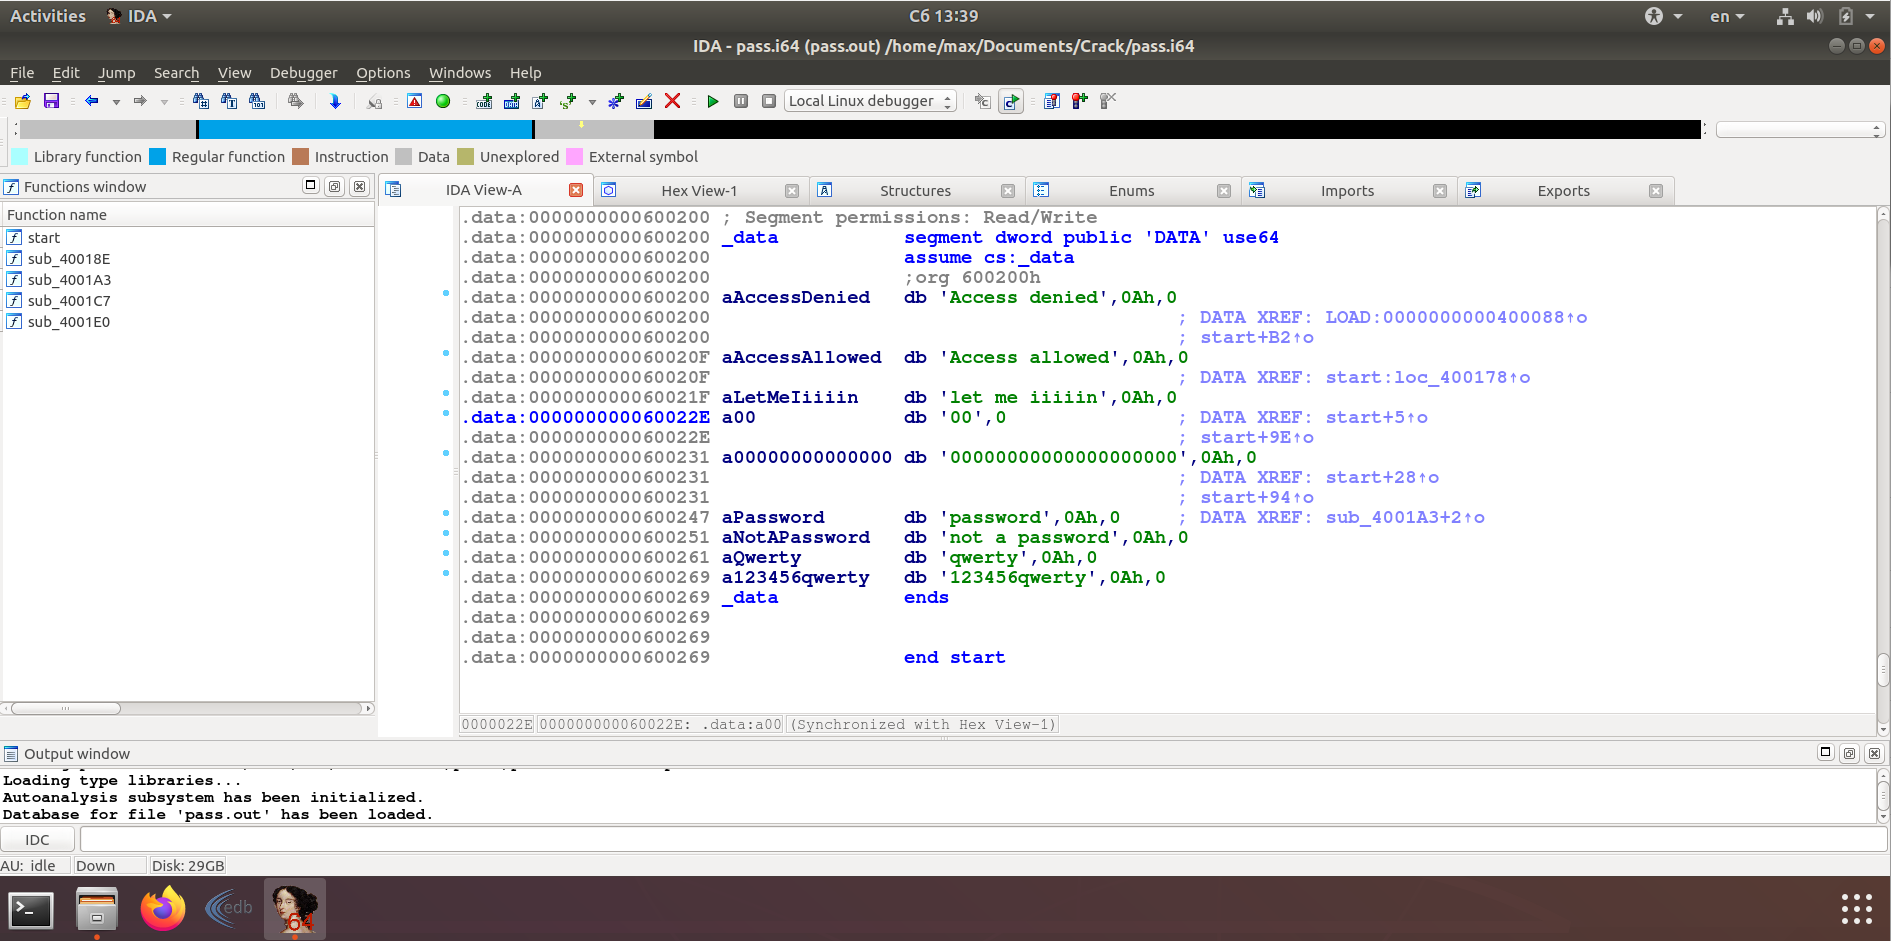 Activities IDA C6 13:39 en
IDA - pass.i64 (pass.out) /home/max/Documents/Crack/pass.i64
File Edit Jump Search View Debugger Options Windows Help
Local Linux debugger
Library function Regular function Instruction Data Unexplored External symbol
Functions window
Function name
start
sub_40018E
sub_4001A3
sub_4001C7
sub_4001E0
IDA View-A Hex View-1 Structures Enums Imports Exports
.data:0000000000600200 ; Segment permissions: Read/Write
.data:0000000000600200 _data segment dword public 'DATA' use64
.data:0000000000600200 assume cs:_data
.data:0000000000600200 ;org 600200h
.data:0000000000600200 aAccessDenied db 'Access denied',0Ah,0
.data:0000000000600200 ; DATA XREF: LOAD:0000000000400088↑o
.data:0000000000600200 ; start+B2↑o
.data:000000000060020F aAccessAllowed db 'Access allowed',0Ah,0
.data:000000000060020F ; DATA XREF: start:loc_400178↑o
.data:000000000060021F aLetMeIiiiin db 'let me iiiiin',0Ah,0
.data:000000000060022E a00 db '00',0 ; DATA XREF: start+5↑o
.data:000000000060022E ; start+9E↑o
.data:0000000000600231 a00000000000000 db '00000000000000000000',0Ah,0
.data:0000000000600231 ; DATA XREF: start+28↑o
.data:0000000000600231 ; start+94↑o
.data:0000000000600247 aPassword db 'password',0Ah,0 ; DATA XREF: sub_4001A3+2↑o
.data:0000000000600251 aNotAPassword db 'not a password',0Ah,0
.data:0000000000600261 aQwerty db 'qwerty',0Ah,0
.data:0000000000600269 a123456qwerty db '123456qwerty',0Ah,0
.data:0000000000600269 _data ends
.data:0000000000600269
.data:0000000000600269
.data:0000000000600269 end start
0000022E 000000000060022E: .data:a00 (Synchronized with Hex View-1)
Output window
Loading type libraries...
Autoanalysis subsystem has been initialized.
Database for file 'pass.out' has been loaded.
IDC
AU: idle Down Disk: 29GB
edb
64